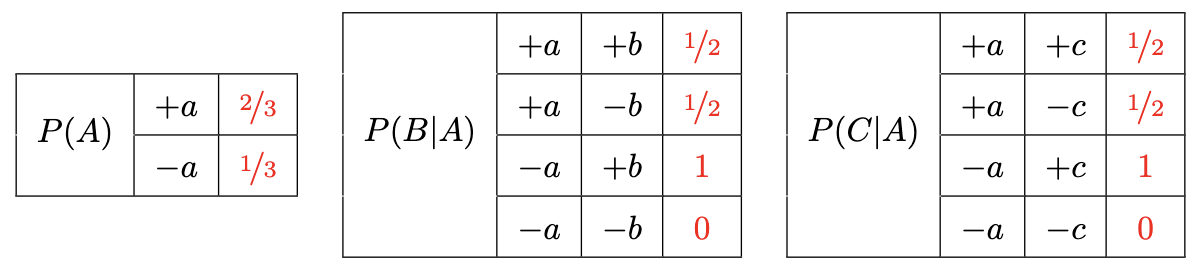 P(A)
+a 2/3
−a 1/3
P(B|A)
+a +b 1/2
+a −b 1/2
−a +b 1
−a −b 0
P(C|A)
+a +c 1/2
+a −c 1/2
−a +c 1
−a −c 0